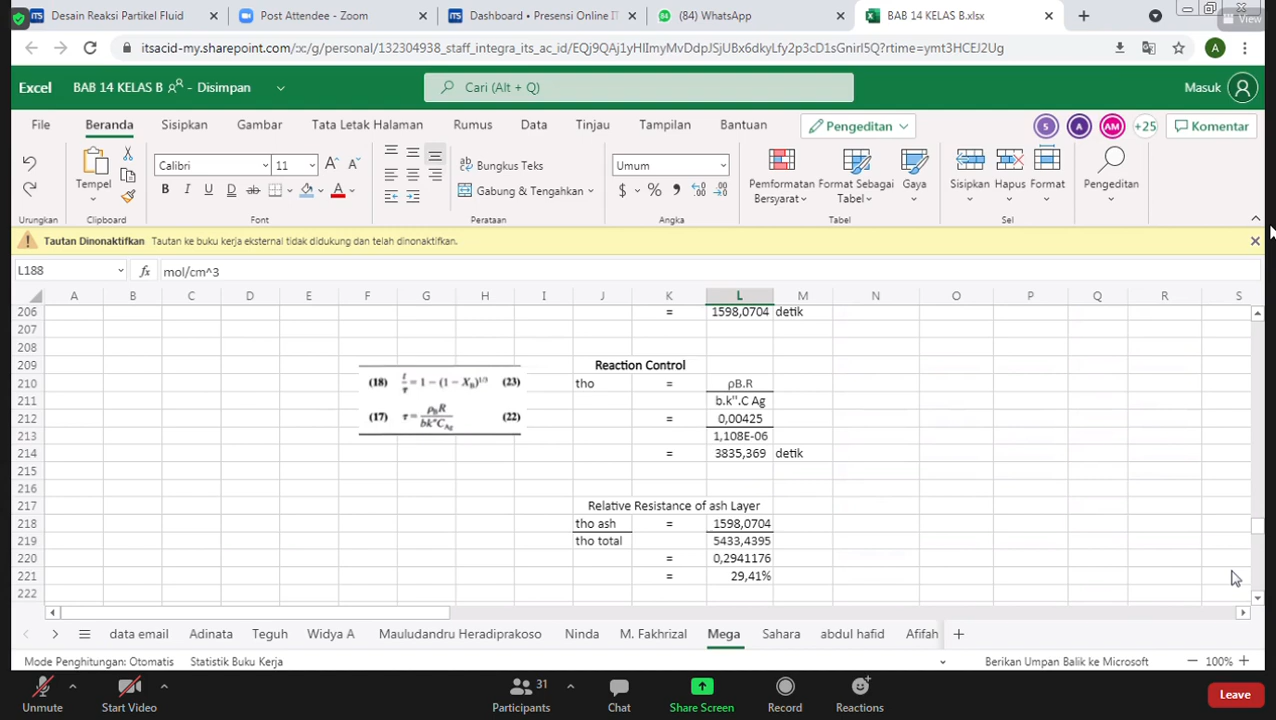 Desain Reaksi Partikel Fluid
Post Attendee - Zoom
Dashboard • Presensi Online IT
(84) WhatsApp
BAB 14 KELAS B.xlsx
View
itsacid-my.sharepoint.com/:x:/g/personal/132304938_staff_integra_its_ac_id/EQj9QAj1yHIImyMvDdpJSjUBx6dkyLfy2p3cD1sGnirl5Q?rtime=ymt3HCEJ2Ug
A
Excel
BAB 14 KELAS B - Disimpan
Cari (Alt + Q)
Masuk
File
Beranda
Sisipkan
Gambar
Tata Letak Halaman
Rumus
Data
Tinjau
Tampilan
Bantuan
Pengeditan
S A AM +25
Komentar
Calibri 11
Bungkus Teks
Umum
Tempel
B I U D ab
Gabung & Tengahkan
$ % 9
Pemformatan Bersyarat
Format Sebagai Tabel
Gaya
Sisipkan
Hapus
Format
Pengeditan
Urungkan
Clipboard
Font
Perataan
Angka
Tabel
Sel
Tautan Dinonaktifkan Tautan ke buku kerja eksternal tidak didukung dan telah dinonaktifkan.
L188 fx mol/cm^3
A B C D E F G H I J K L M N O P Q R S
206 = 1598,0704 detik
207
208
209 Reaction Control
210 tho = ρB.R
211 b.k".C Ag
212 = 0,00425
213 1,108E-06
214 = 3835,369 detik
(18) t/τ = 1 − (1 − X_B)^1/3 (23)
(17) τ = ρ_B R / bk"C_Ag (22)
215
216
217 Relative Resistance of ash Layer
218 tho ash = 1598,0704
219 tho total 5433,4395
220 = 0,2941176
221 = 29,41%
222
data email
Adinata
Teguh
Widya A
Mauludandru Heradiprakoso
Ninda
M. Fakhrizal
Mega
Sahara
abdul hafid
Afifah
Mode Penghitungan: Otomatis
Statistik Buku Kerja
Berikan Umpan Balik ke Microsoft
100%
Unmute
Start Video
31
Participants
Chat
Share Screen
Record
Reactions
Leave